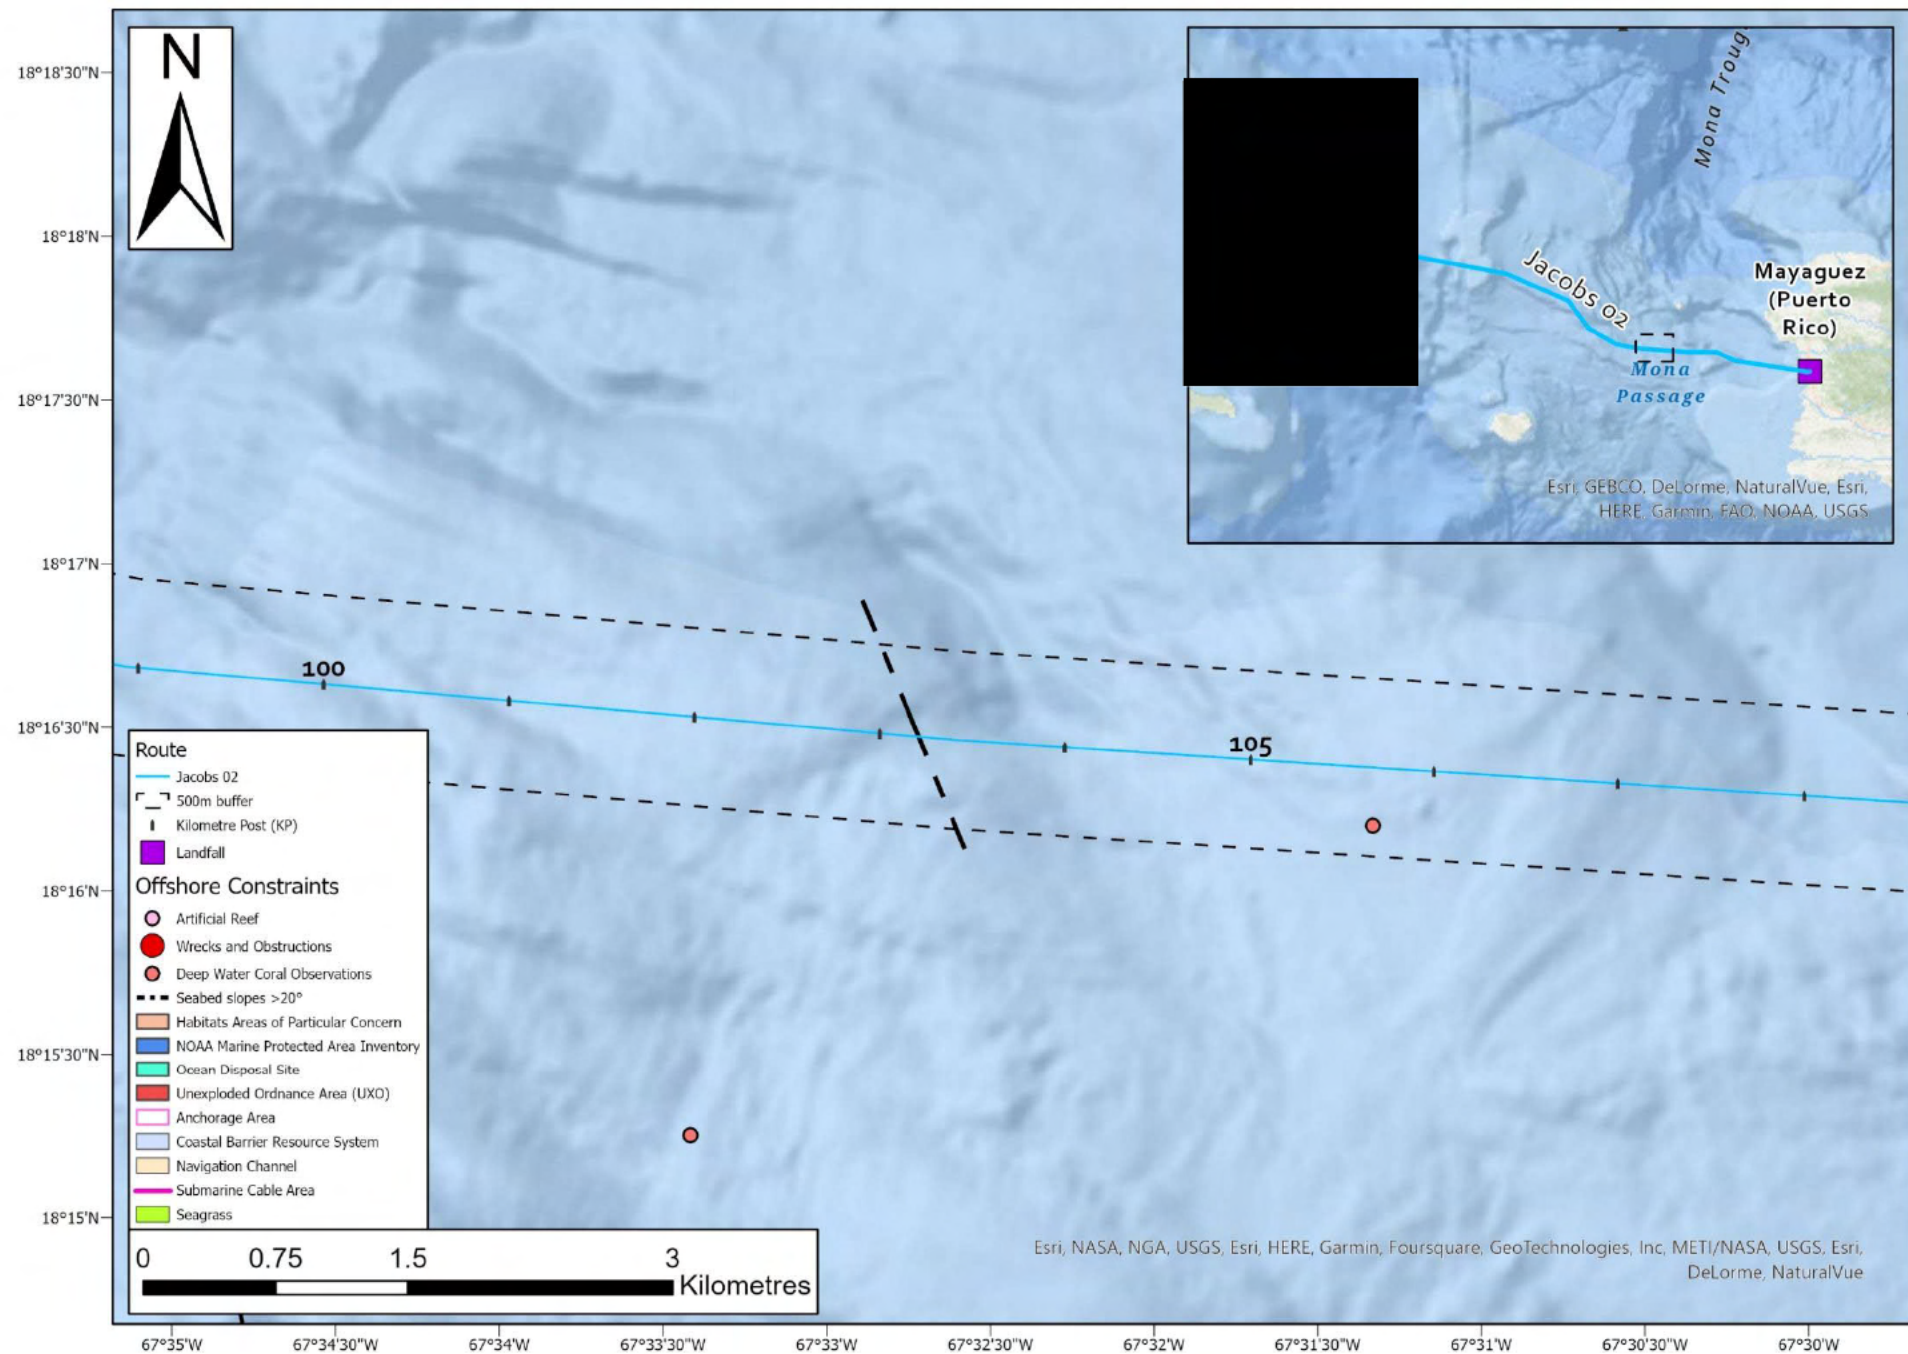 N
18°18'30"N
18°18'N
18°17'30"N
18°17'N
18°16'30"N
18°16'N
18°15'30"N
18°15'N
Mona Troug
Jacobs 02
Mayaguez
(Puerto
Rico)
Mona
Passage
Esri, GEBCO, DeLorme, NaturalVue, Esri,
HERE, Garmin, FAO, NOAA, USGS
100
105
Route
Jacobs 02
500m buffer
Kilometre Post (KP)
Landfall
Offshore Constraints
Artificial Reef
Wrecks and Obstructions
Deep Water Coral Observations
Seabed slopes >20°
Habitats Areas of Particular Concern
NOAA Marine Protected Area Inventory
Ocean Disposal Site
Unexploded Ordnance Area (UXO)
Anchorage Area
Coastal Barrier Resource System
Navigation Channel
Submarine Cable Area
Seagrass
0 0.75 1.5 3
Kilometres
Esri, NASA, NGA, USGS, Esri, HERE, Garmin, Foursquare, GeoTechnologies, Inc, METI/NASA, USGS, Esri,
DeLorme, NaturalVue
67°35'W 67°34'30"W 67°34'W 67°33'30"W 67°33'W 67°32'30"W 67°32'W 67°31'30"W 67°31'W 67°30'30"W 67°30'W